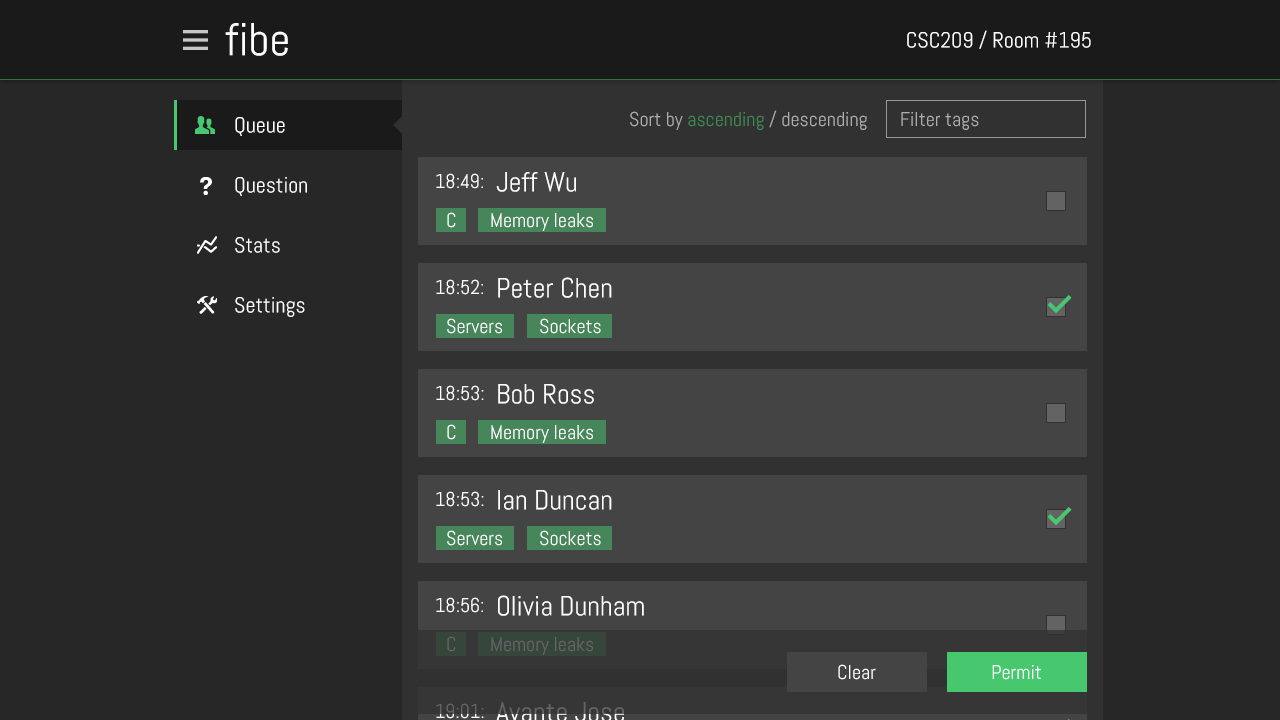 fibe
CSC209 / Room #195
Queue
Question
Stats
Settings
Sort by ascending / descending
Filter tags
18:49: Jeff Wu
C Memory leaks
18:52: Peter Chen
Servers Sockets
18:53: Bob Ross
C Memory leaks
18:53: Ian Duncan
Servers Sockets
18:56: Olivia Dunham
C Memory leaks
Clear
Permit
19:01: Avante Jose